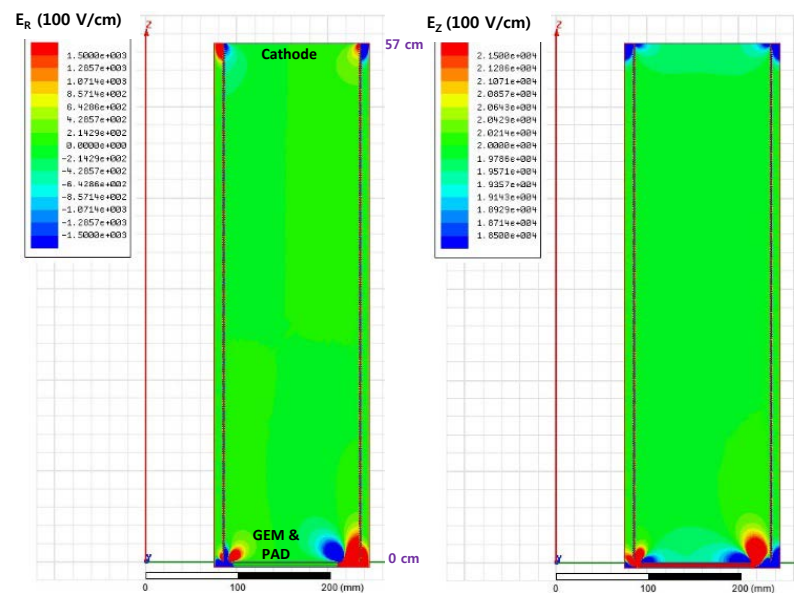 E_R (100 V/cm)
1.5000e+003
1.2857e+003
1.0714e+003
8.5714e+002
6.4286e+002
4.2857e+002
2.1429e+002
0.0000e+000
-2.1429e+002
-4.2857e+002
-6.4286e+002
-8.5714e+002
-1.0714e+003
-1.2857e+003
-1.5000e+003
z
Cathode
57 cm
GEM &
PAD
0 cm
0
100
200 (mm)
E_Z (100 V/cm)
2.1500e+004
2.1286e+004
2.1071e+004
2.0857e+004
2.0643e+004
2.0429e+004
2.0214e+004
2.0000e+004
1.9786e+004
1.9571e+004
1.9357e+004
1.9143e+004
1.8929e+004
1.8714e+004
1.8500e+004
z
0
100
200 (mm)